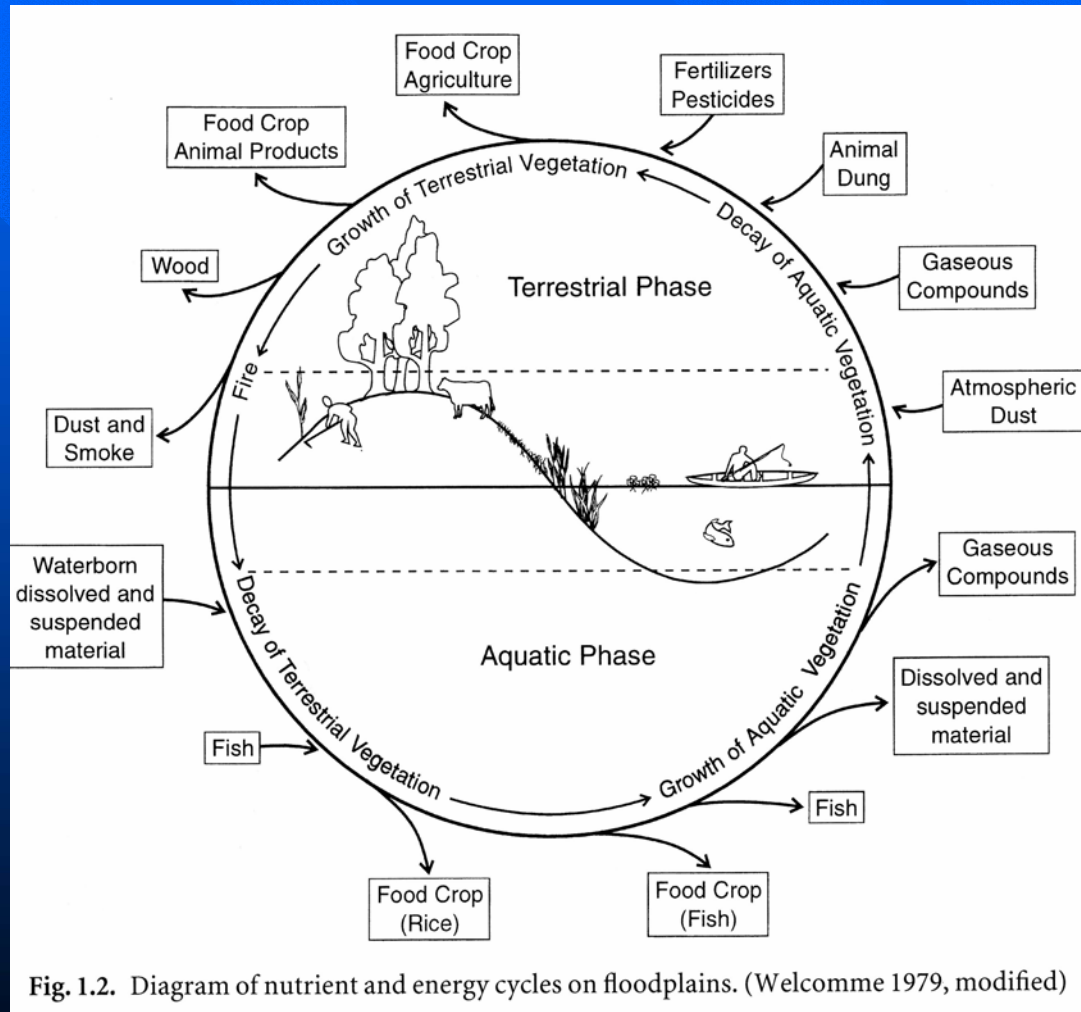 Food Crop
Agriculture
Fertilizers
Pesticides
Food Crop
Animal Products
Animal
Dung
Growth of Terrestrial Vegetation
Decay of Aquatic Vegetation
Wood
Gaseous
Compounds
Terrestrial Phase
Fire
Atmospheric
Dust
Dust and
Smoke
Waterborn
dissolved and
suspended
material
Gaseous
Compounds
Decay of Terrestrial Vegetation
Aquatic Phase
Growth of Aquatic Vegetation
Dissolved and
suspended
material
Fish
Fish
Food Crop
(Rice)
Food Crop
(Fish)
Fig. 1.2. Diagram of nutrient and energy cycles on floodplains. (Welcomme 1979, modified)